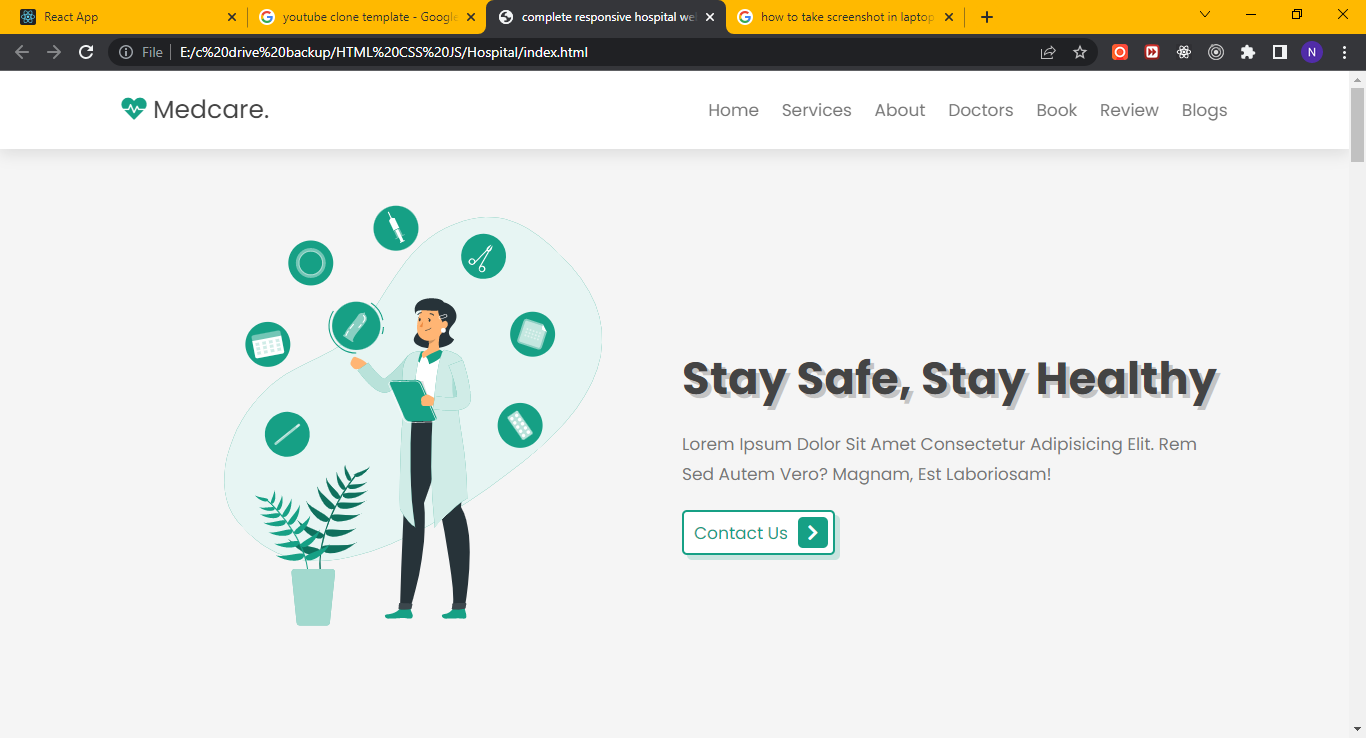 React App
youtube clone template - Google
complete responsive hospital we
how to take screenshot in laptop
File
E:/c%20drive%20backup/HTML%20CSS%20JS/Hospital/index.html
N
Medcare.
Home Services About Doctors Book Review Blogs
Stay Safe, Stay Healthy
Lorem Ipsum Dolor Sit Amet Consectetur Adipisicing Elit. Rem
Sed Autem Vero? Magnam, Est Laboriosam!
Contact Us